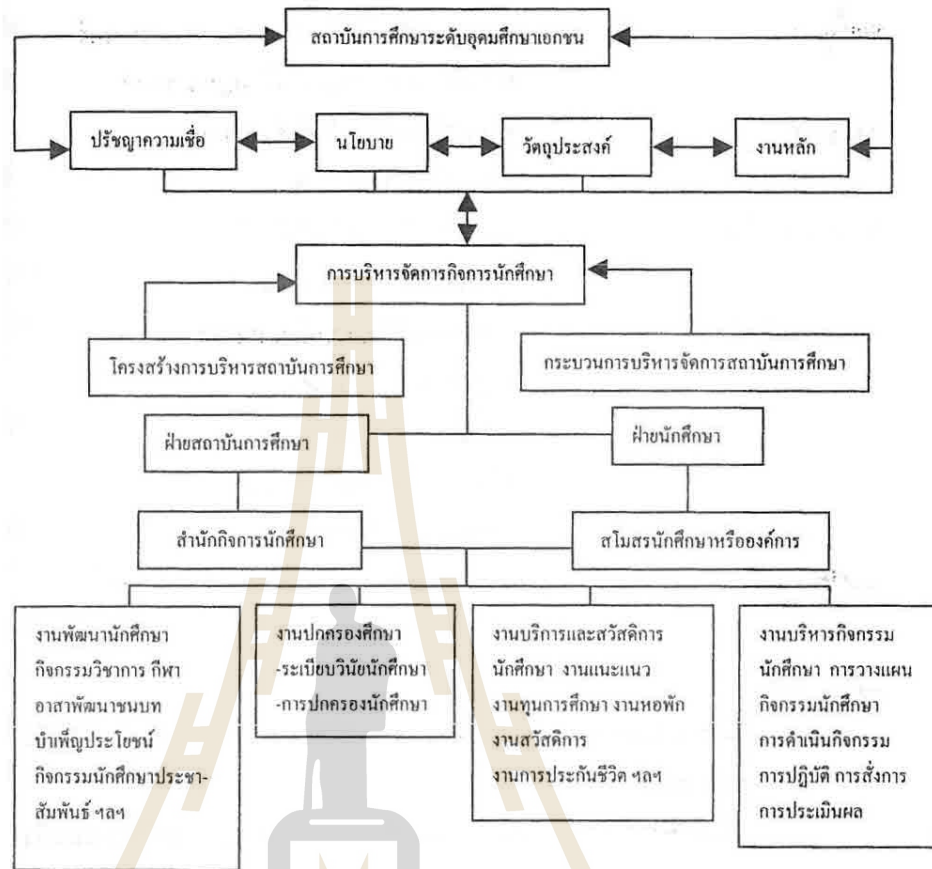 สถาบันการศึกษาระดับอุดมศึกษาเอกชน
ปรัชญาความเชื่อ
นโยบาย
วัตถุประสงค์
งานหลัก
การบริหารจัดการกิจการนักศึกษา
โครงสร้างการบริหารสถาบันการศึกษา
กระบวนการบริหารจัดการสถาบันการศึกษา
ฝ่ายสถาบันการศึกษา
ฝ่ายนักศึกษา
สำนักกิจการนักศึกษา
สโมสรนักศึกษาหรือองค์การ
งานพัฒนานักศึกษา
กิจกรรมวิชาการ กีฬา
อาสาพัฒนาชนบท
บำเพ็ญประโยชน์
กิจกรรมนักศึกษาประชา-
สัมพันธ์ ฯลฯ
งานปกครองศึกษา
-ระเบียบวินัยนักศึกษา
-การปกครองนักศึกษา
งานบริการและสวัสดิการ
นักศึกษา งานแนะแนว
งานทุนการศึกษา งานหอพัก
งานสวัสดิการ
งานการประกันชีวิต ฯลฯ
งานบริหารกิจกรรม
นักศึกษา การวางแผน
กิจกรรมนักศึกษา
การดำเนินกิจกรรม
การปฏิบัติ การสั่งการ
การประเมินผล